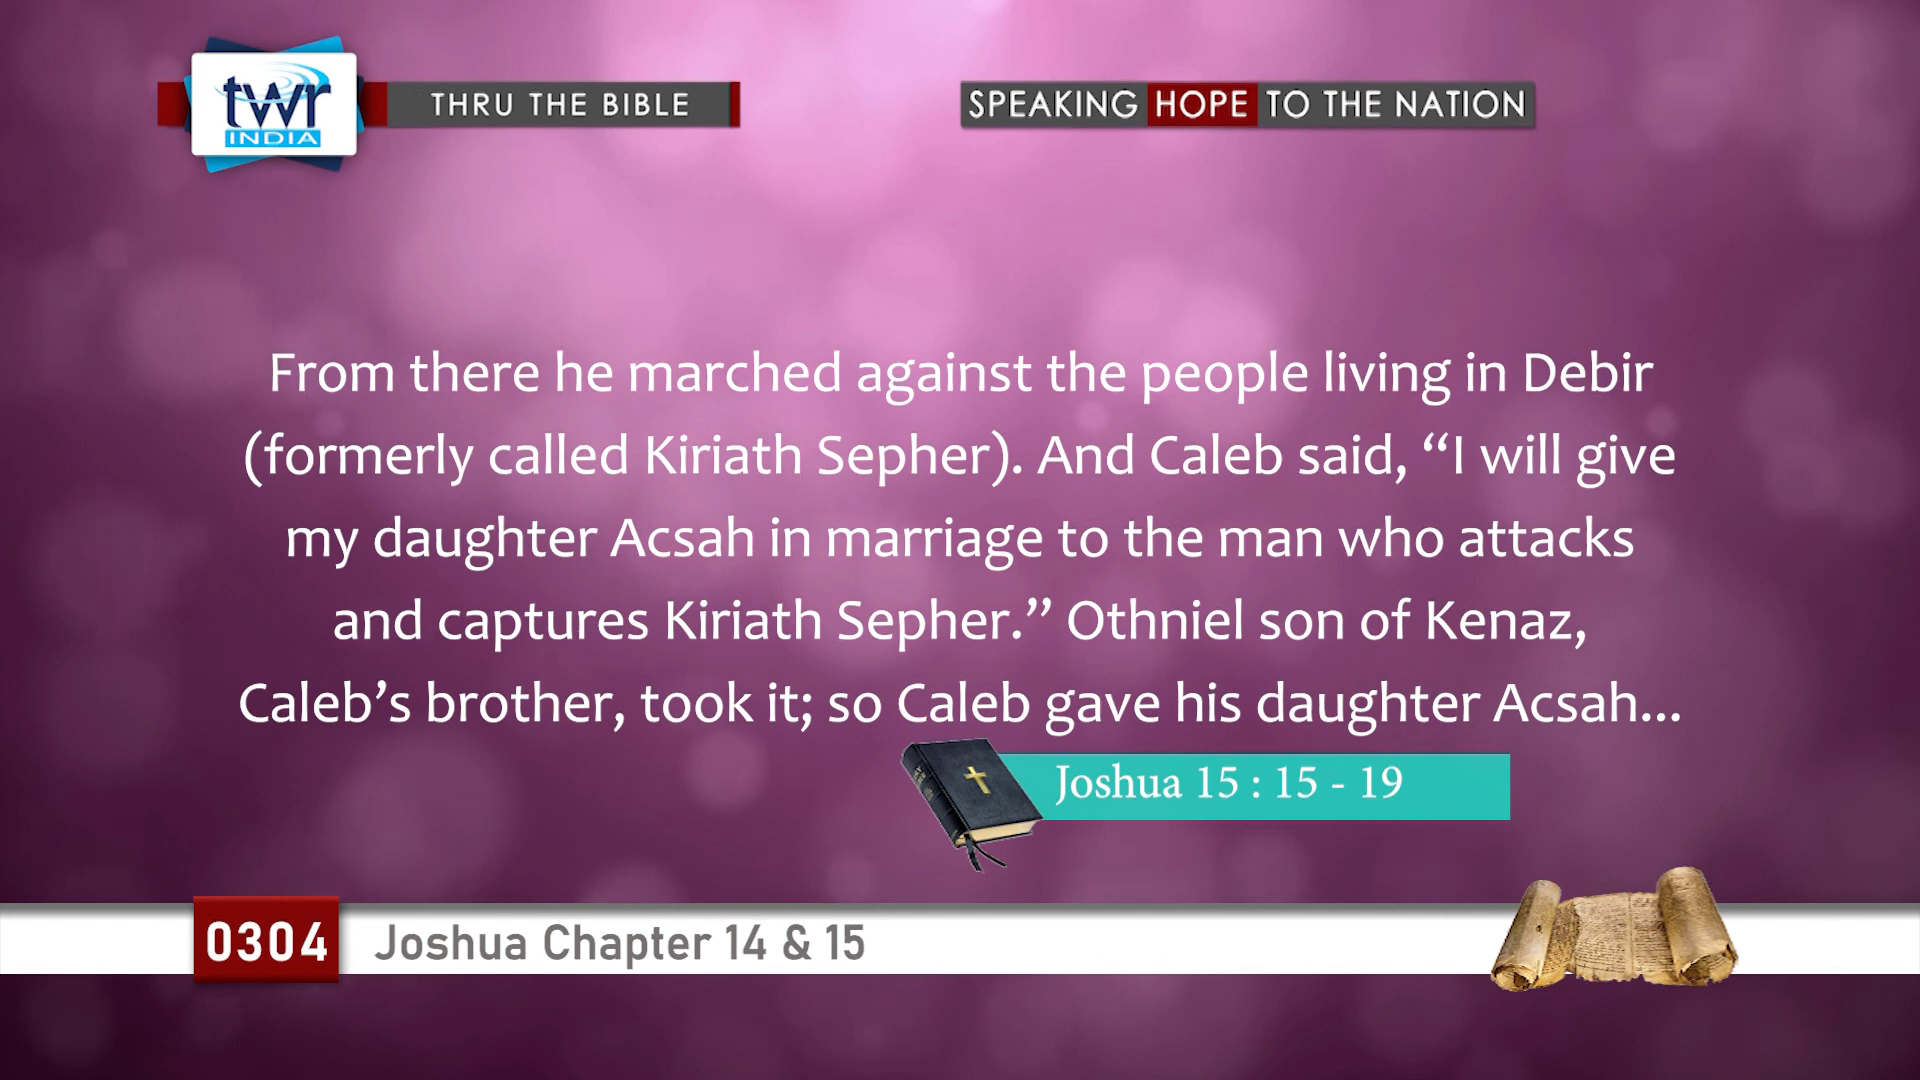 twr
INDIA
THRU THE BIBLE
SPEAKING HOPE TO THE NATION
From there he marched against the people living in Debir
(formerly called Kiriath Sepher). And Caleb said, “I will give
my daughter Acsah in marriage to the man who attacks
and captures Kiriath Sepher.” Othniel son of Kenaz,
Caleb’s brother, took it; so Caleb gave his daughter Acsah...
Joshua 15 : 15 - 19
0304
Joshua Chapter 14 & 15